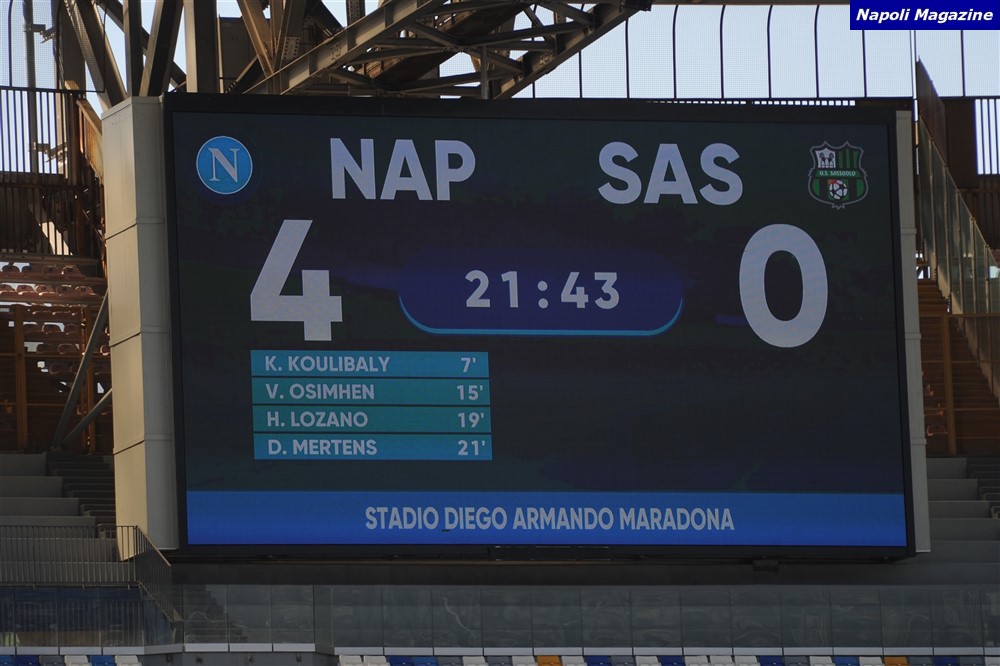 Napoli Magazine
N
NAP SAS
U.S. SASSUOLO
4 21:43 0
K. KOULIBALY 7'
V. OSIMHEN 15'
H. LOZANO 19'
D. MERTENS 21'
STADIO DIEGO ARMANDO MARADONA